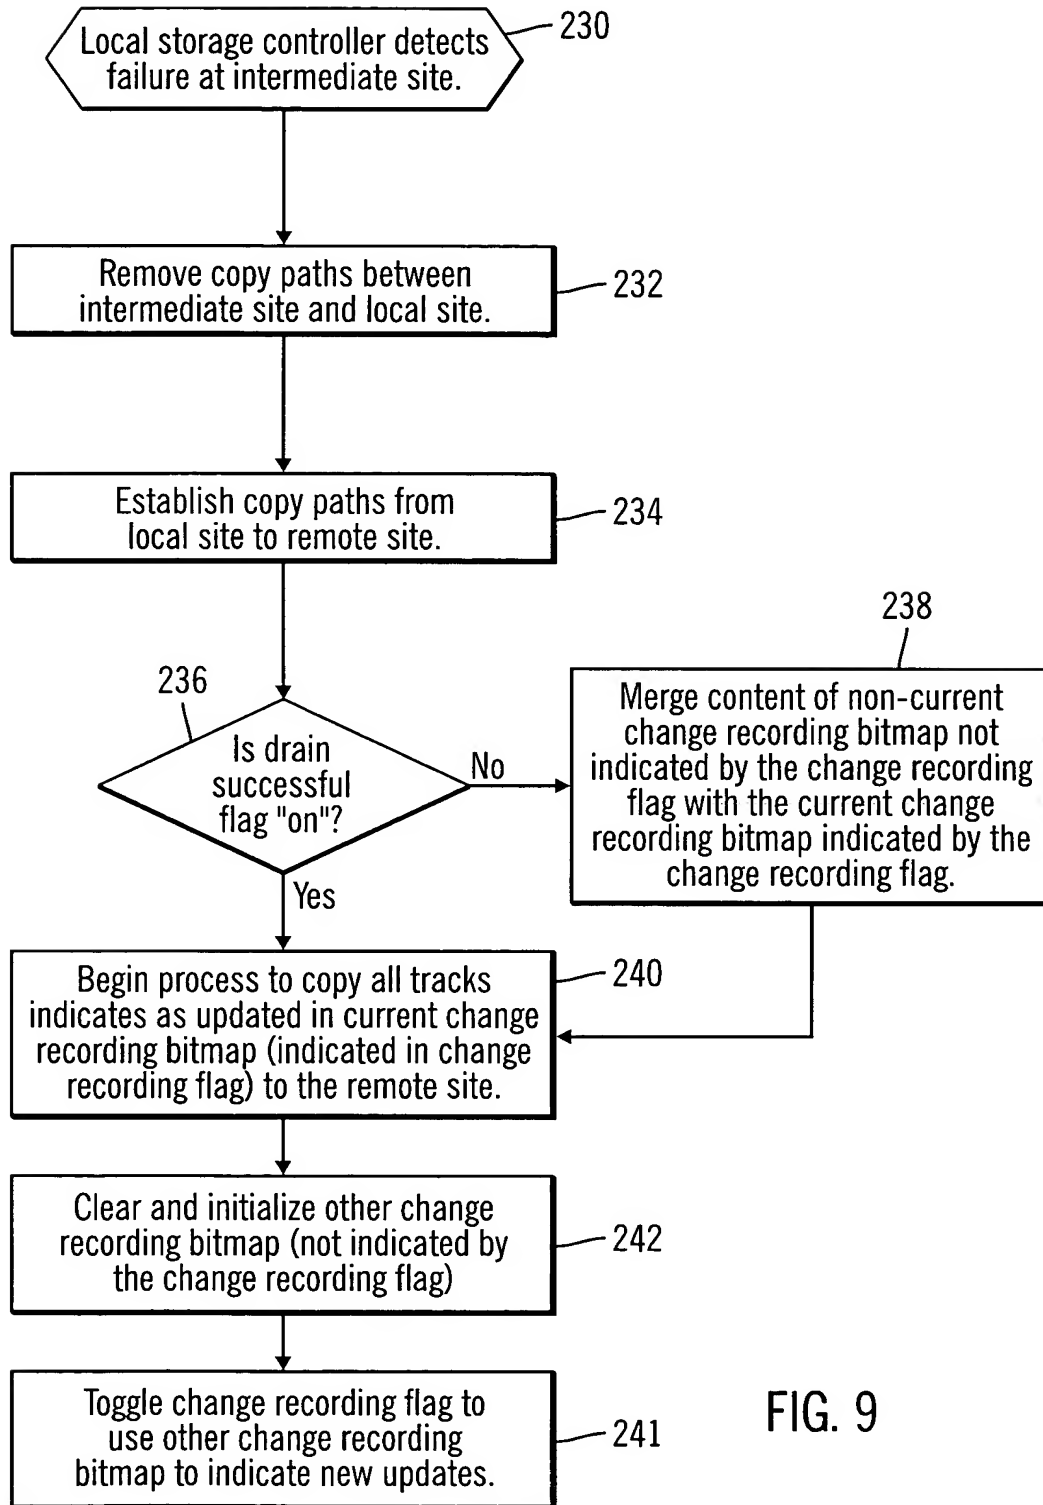 Local storage controller detects
failure at intermediate site.
230
Remove copy paths between
intermediate site and local site.
232
Establish copy paths from
local site to remote site.
234
236
Is drain
successful
flag "on"?
No
Yes
238
Merge content of non-current
change recording bitmap not
indicated by the change recording
flag with the current change
recording bitmap indicated by the
change recording flag.
Begin process to copy all tracks
indicates as updated in current change
recording bitmap (indicated in change
recording flag) to the remote site.
240
Clear and initialize other change
recording bitmap (not indicated by
the change recording flag)
242
Toggle change recording flag to
use other change recording
bitmap to indicate new updates.
241
FIG. 9